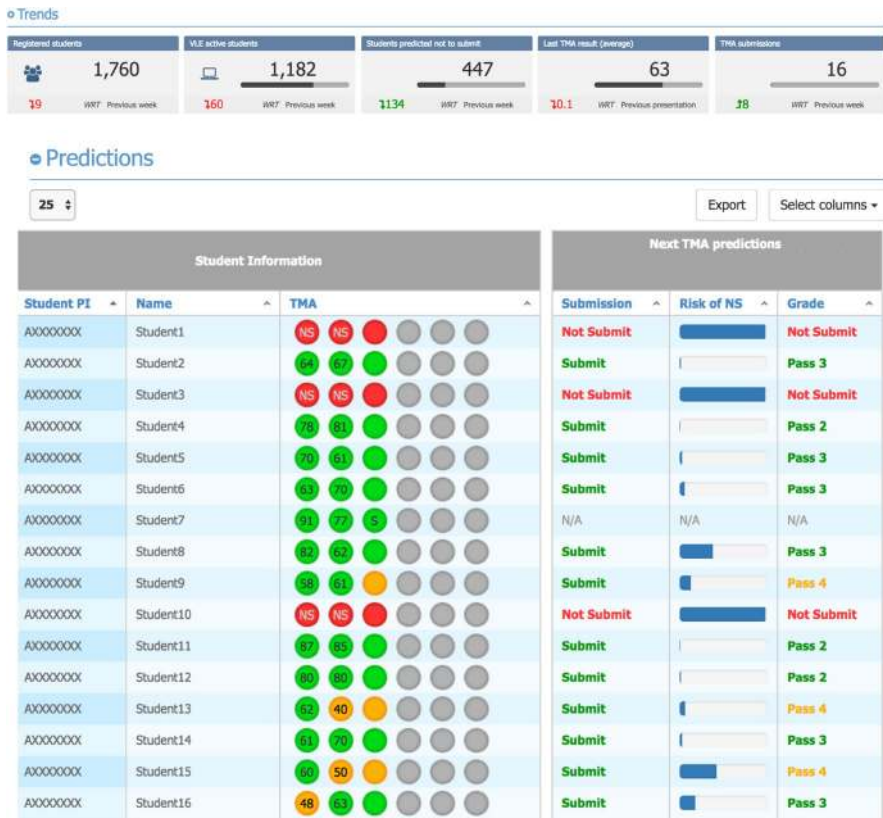 Trends
Registered students VLE active students Students predicted not to submit Last TMA result (average) TMA submissions
1,760 1,182 447 63 16
9 WRT Previous week 60 WRT Previous week 134 WRT Previous week 0.1 WRT Previous presentation 8 WRT Previous week
Predictions
25 Export Select columns
Student Information Next TMA predictions
Student PI Name TMA Submission Risk of NS Grade
AXXXXXXX Student1 NS NS Not Submit Not Submit
AXXXXXXX Student2 64 67 Submit Pass 3
AXXXXXXX Student3 NS NS Not Submit Not Submit
AXXXXXXX Student4 78 81 Submit Pass 2
AXXXXXXX Student5 70 61 Submit Pass 3
AXXXXXXX Student6 63 70 Submit Pass 3
AXXXXXXX Student7 91 77 S N/A N/A N/A
AXXXXXXX Student8 82 62 Submit Pass 3
AXXXXXXX Student9 58 61 Submit Pass 4
AXXXXXXX Student10 NS NS Not Submit Not Submit
AXXXXXXX Student11 87 85 Submit Pass 2
AXXXXXXX Student12 80 80 Submit Pass 2
AXXXXXXX Student13 62 40 Submit Pass 4
AXXXXXXX Student14 61 70 Submit Pass 3
AXXXXXXX Student15 60 50 Submit Pass 4
AXXXXXXX Student16 48 63 Submit Pass 3